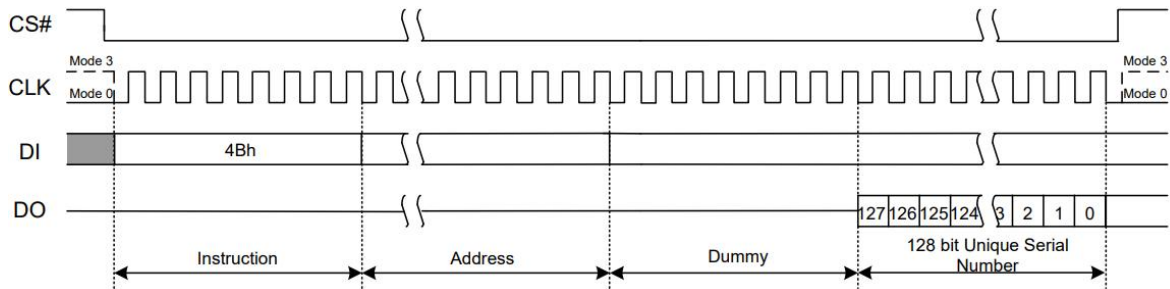 CS#
Mode 3
Mode 3
CLK
Mode 0
Mode 0
DI
4Bh
DO
127 126 125 124 3 2 1 0
Instruction
Address
Dummy
128 bit Unique Serial
Number